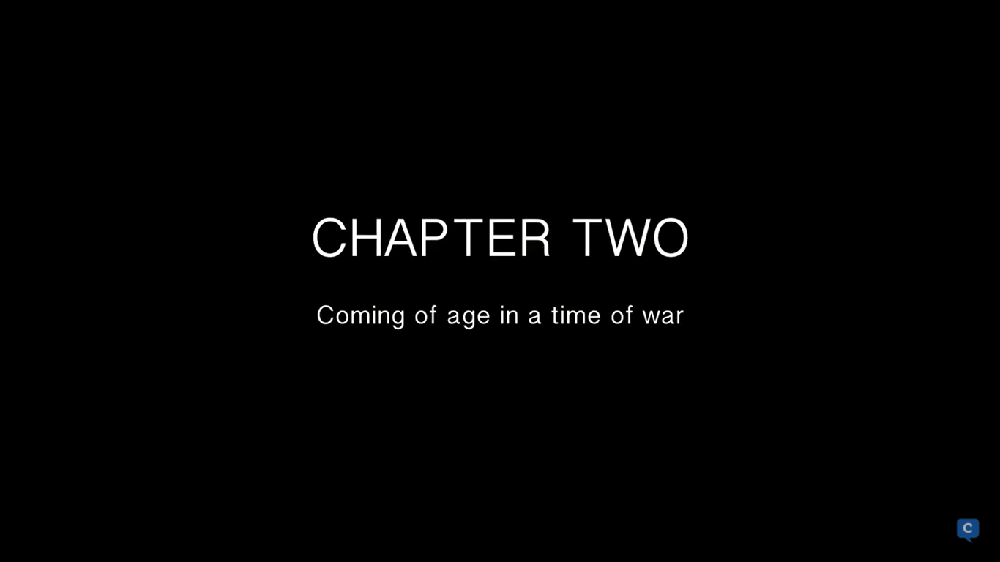 CHAPTER TWO
Coming of age in a time of war
C